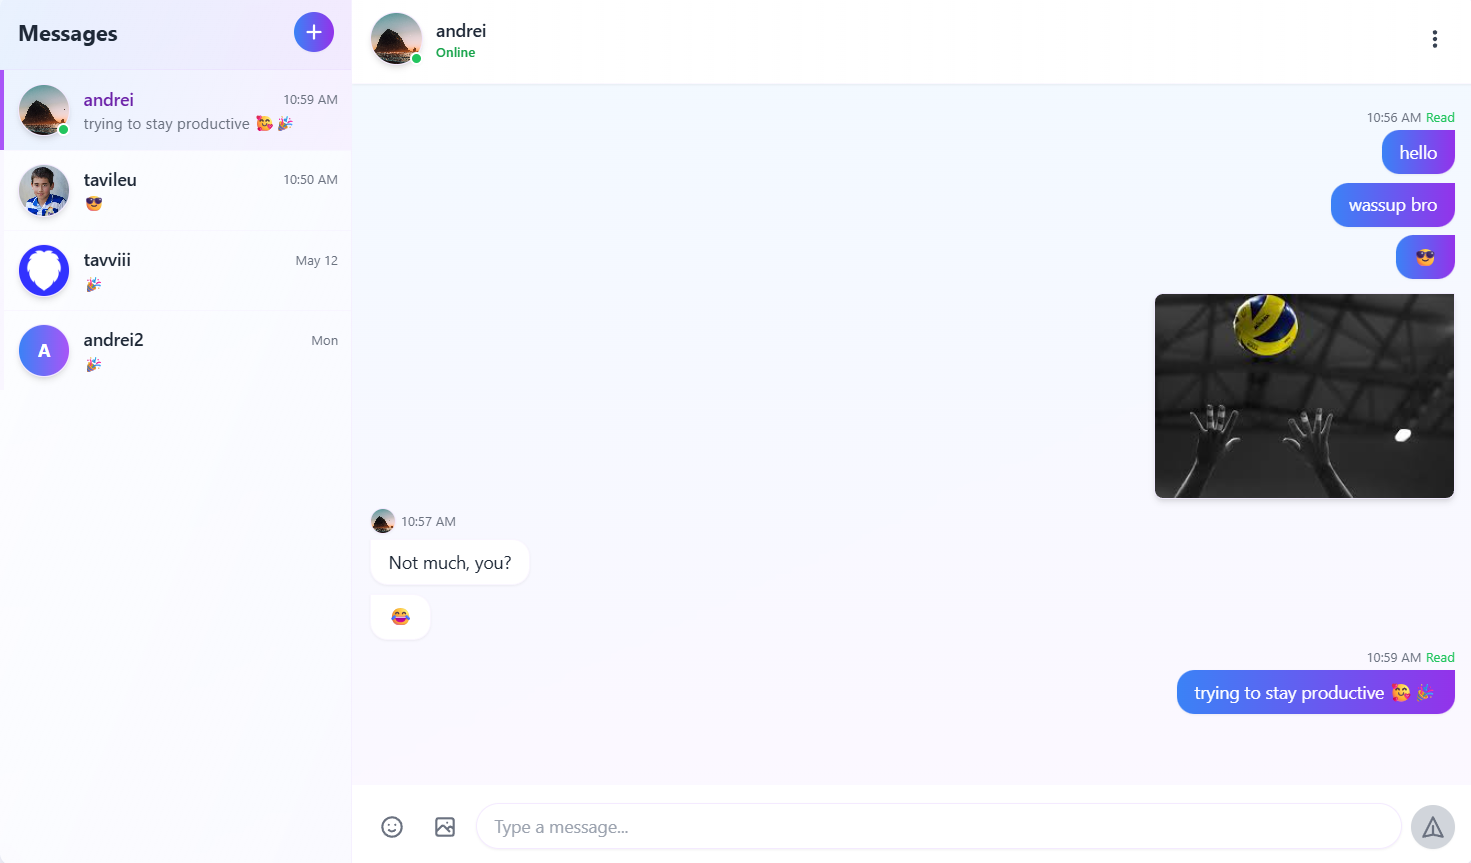 Messages
andrei
10:59 AM
trying to stay productive 🥰 🎉
tavileu
10:50 AM
😎
tavviii
May 12
🎉
A
andrei2
Mon
🎉
andrei
Online
10:56 AM Read
hello
wassup bro
😎
10:57 AM
Not much, you?
😂
10:59 AM Read
trying to stay productive 🥰 🎉
Type a message...